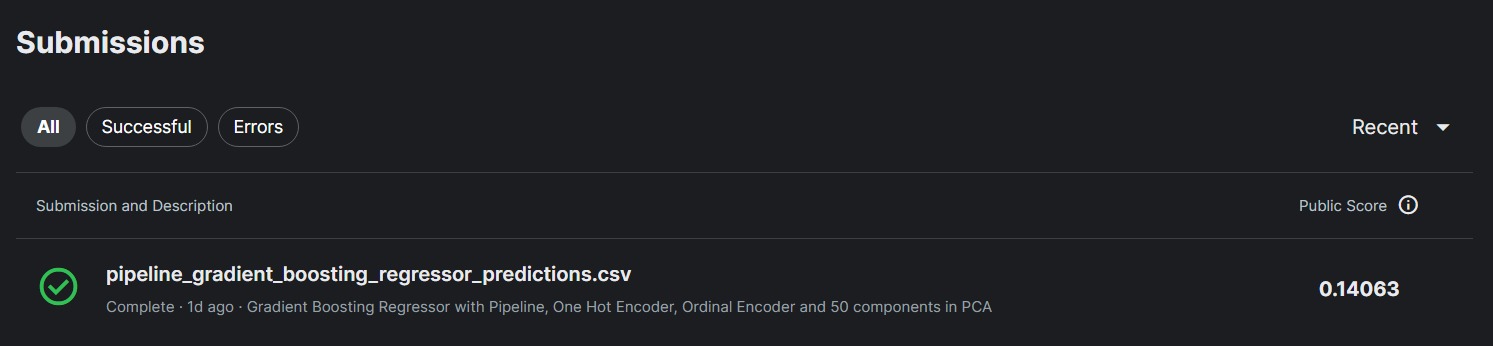 Submissions
All Successful Errors Recent
Submission and Description Public Score
pipeline_gradient_boosting_regressor_predictions.csv
0.14063
Complete · 1d ago · Gradient Boosting Regressor with Pipeline, One Hot Encoder, Ordinal Encoder and 50 components in PCA